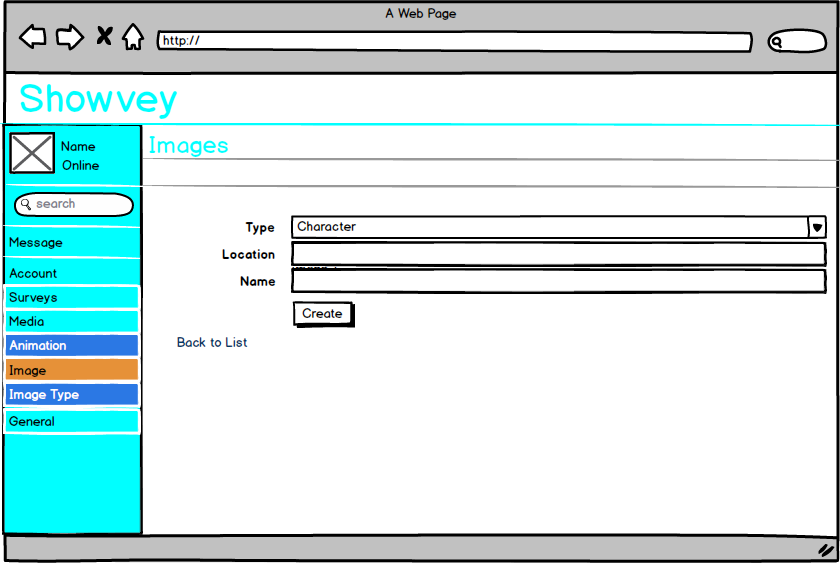 A Web Page
http://
Showvey
Name
Online
Images
search
Message
Account
Surveys
Media
Animation
Image
Image Type
General
Type
Character
Location
Name
Create
Back to List